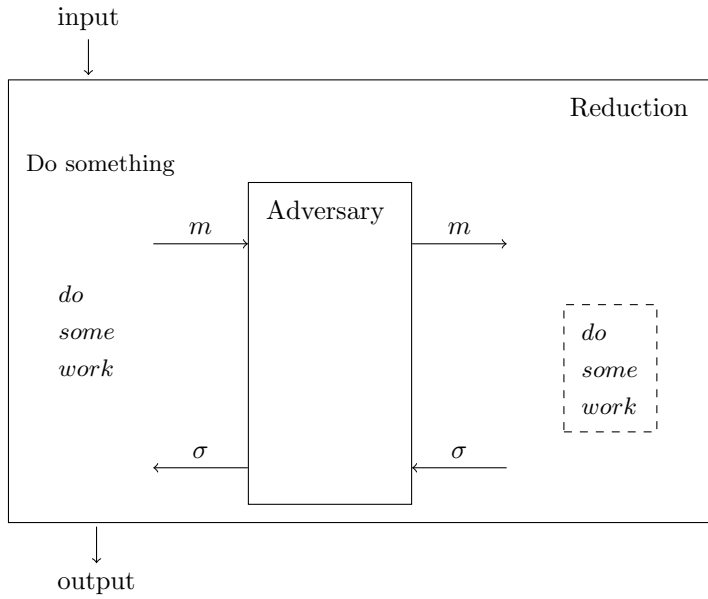 input
Reduction
Do something
Adversary
m
m
do
some
work
do
some
work
σ
σ
output